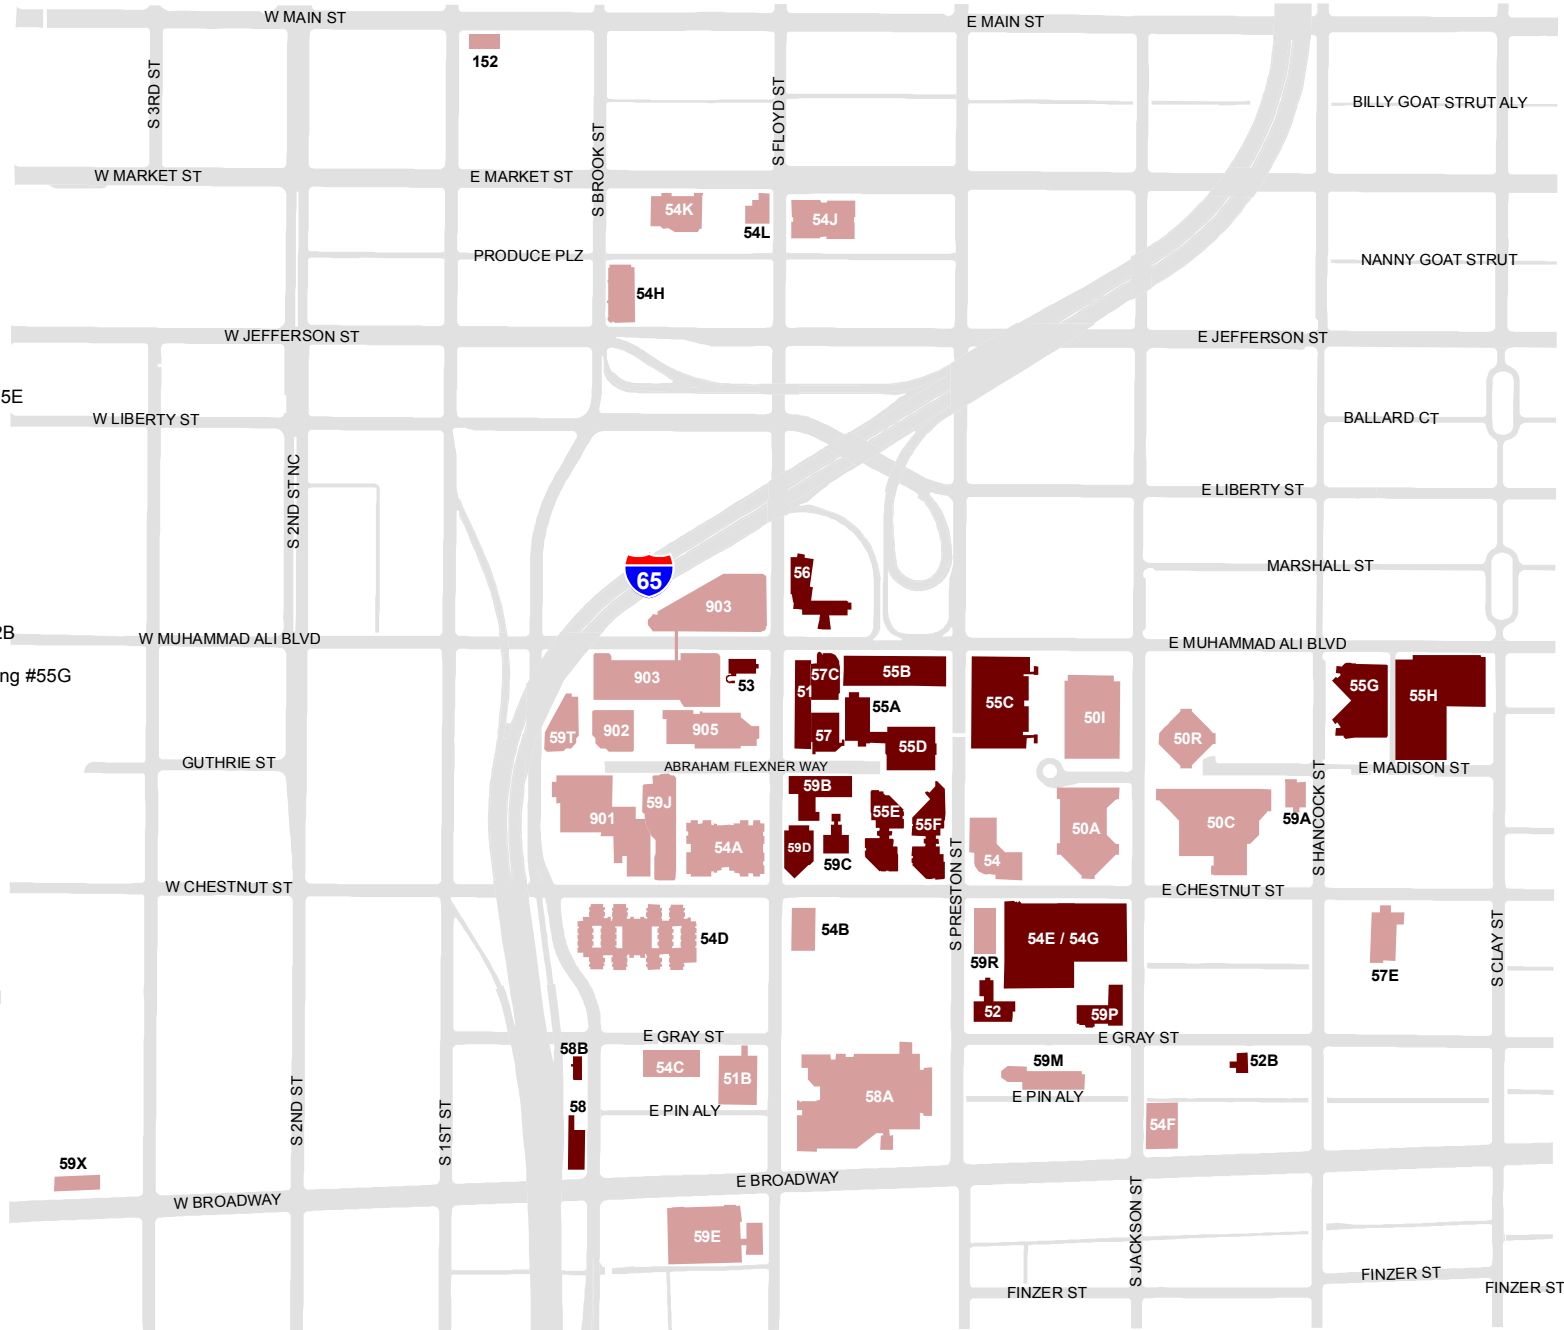 W MAIN ST
E MAIN ST
152
S 3RD ST
S FLOYD ST
BILLY GOAT STRUT ALY
S BROOK ST
W MARKET ST
E MARKET ST
54K
54L
54J
PRODUCE PLZ
NANNY GOAT STRUT
54H
W JEFFERSON ST
E JEFFERSON ST
5E
W LIBERTY ST
BALLARD CT
S 2ND ST NC
E LIBERTY ST
65
56
MARSHALL ST
903
2B
W MUHAMMAD ALI BLVD
E MUHAMMAD ALI BLVD
ng #55G
903
53
51
57C
55B
55A
55C
50I
55G
55H
59T
902
905
57
55D
50R
GUTHRIE ST
ABRAHAM FLEXNER WAY
E MADISON ST
59B
59J
901
55E
55F
50A
50C
59A
S HANCOCK ST
54A
59D
59C
54
S PRESTON ST
W CHESTNUT ST
E CHESTNUT ST
54D
54B
59R
54E / 54G
57E
S CLAY ST
52
59P
E GRAY ST
E GRAY ST
58B
54C
51B
58A
59M
52B
58
E PIN ALY
E PIN ALY
54F
S 2ND ST
S 1ST ST
59X
W BROADWAY
E BROADWAY
S JACKSON ST
59E
FINZER ST
FINZER ST
FINZER ST